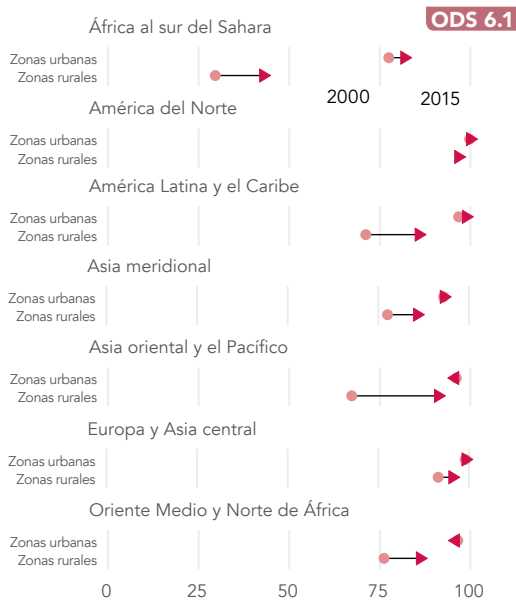 ODS 6.1
África al sur del Sahara
Zonas urbanas
Zonas rurales
2000 2015
América del Norte
Zonas urbanas
Zonas rurales
América Latina y el Caribe
Zonas urbanas
Zonas rurales
Asia meridional
Zonas urbanas
Zonas rurales
Asia oriental y el Pacífico
Zonas urbanas
Zonas rurales
Europa y Asia central
Zonas urbanas
Zonas rurales
Oriente Medio y Norte de África
Zonas urbanas
Zonas rurales
0 25 50 75 100